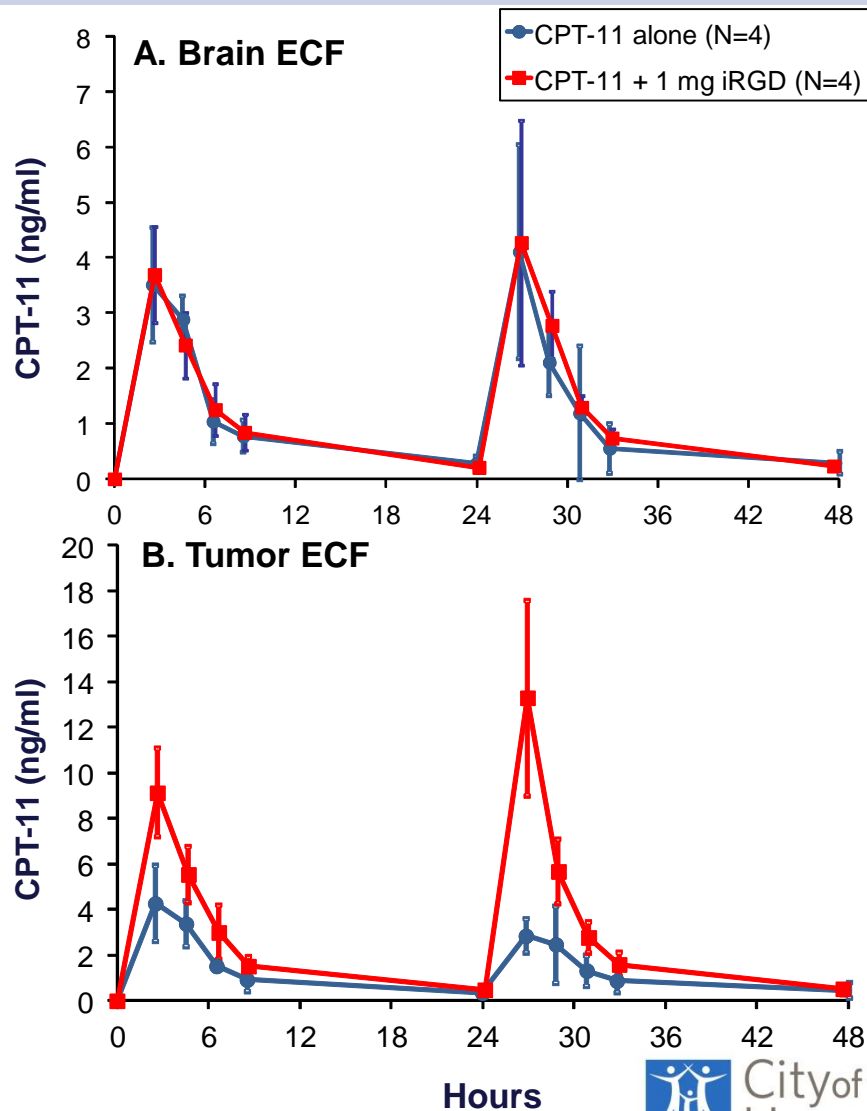 CPT-11 alone (N=4)
CPT-11 + 1 mg iRGD (N=4)
A. Brain ECF
CPT-11 (ng/ml)
8
7
6
5
4
3
2
1
0
0 6 12 18 24 30 36 42 48
B. Tumor ECF
CPT-11 (ng/ml)
20
18
16
14
12
10
8
6
4
2
0
0 6 12 18 24 30 36 42 48
Hours
City of